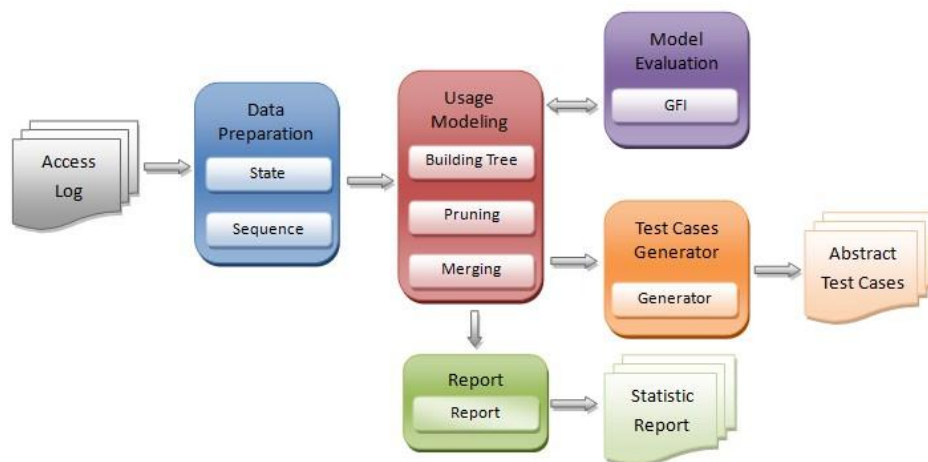 Access
Log
Data
Preparation
State
Sequence
Usage
Modeling
Building Tree
Pruning
Merging
Model
Evaluation
GFI
Test Cases
Generator
Generator
Abstract
Test Cases
Report
Report
Statistic
Report